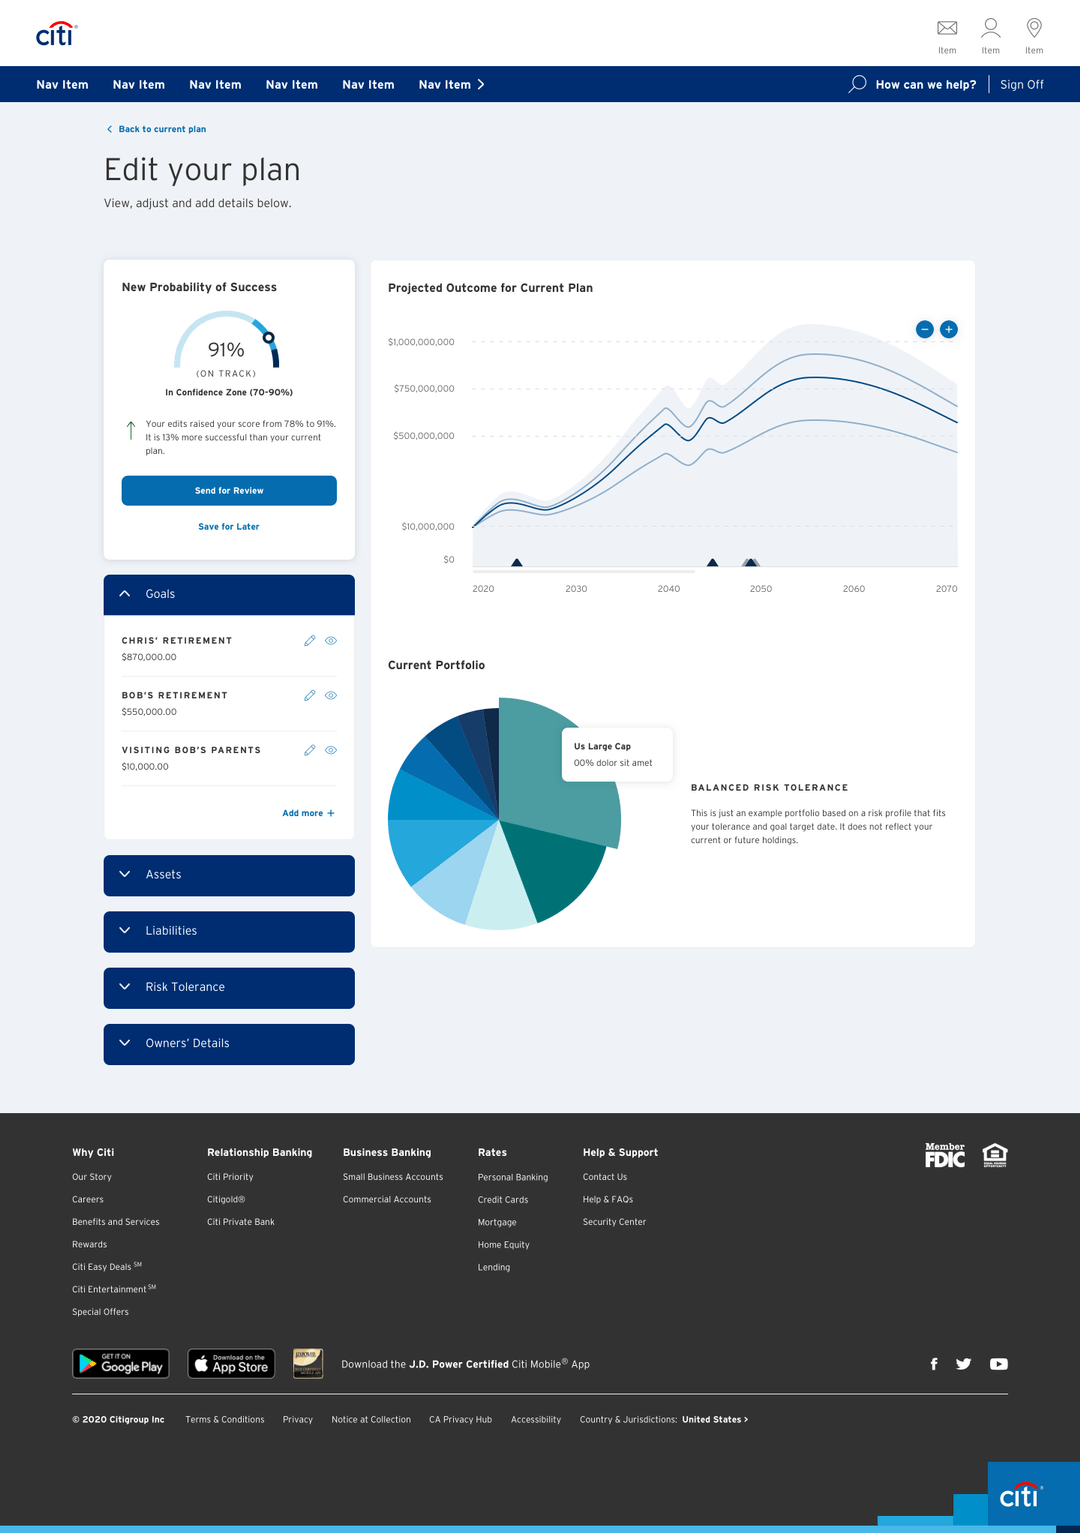 citi®
Item
Item
Item
Nav Item
Nav Item
Nav Item
Nav Item
Nav Item
Nav Item
How can we help?
Sign Off
Back to current plan
Edit your plan
View, adjust and add details below.
New Probability of Success
91%
(ON TRACK)
In Confidence Zone (70-90%)
Your edits raised your score from 78% to 91%.
It is 13% more successful than your current
plan.
Send for Review
Save for Later
Goals
CHRIS' RETIREMENT
$870,000.00
BOB'S RETIREMENT
$550,000.00
VISITING BOB'S PARENTS
$10,000.00
Add more +
Assets
Liabilities
Risk Tolerance
Owners' Details
Projected Outcome for Current Plan
$1,000,000,000
$750,000,000
$500,000,000
$10,000,000
$0
2020
2030
2040
2050
2060
2070
Current Portfolio
Us Large Cap
00% dolor sit amet
BALANCED RISK TOLERANCE
This is just an example portfolio based on a risk profile that fits
your tolerance and goal target date. It does not reflect your
current or future holdings.
Why Citi
Our Story
Careers
Benefits and Services
Rewards
Citi Easy Deals SM
Citi Entertainment SM
Special Offers
Relationship Banking
Citi Priority
Citigold®
Citi Private Bank
Business Banking
Small Business Accounts
Commercial Accounts
Rates
Personal Banking
Credit Cards
Mortgage
Home Equity
Lending
Help & Support
Contact Us
Help & FAQs
Security Center
Member
FDIC
EQUAL HOUSING
OPPORTUNITY
GET IT ON
Google Play
Download on the
App Store
J.D. POWER
Download the J.D. Power Certified Citi Mobile® App
© 2020 Citigroup Inc
Terms & Conditions
Privacy
Notice at Collection
CA Privacy Hub
Accessibility
Country & Jurisdictions: United States >
citi®